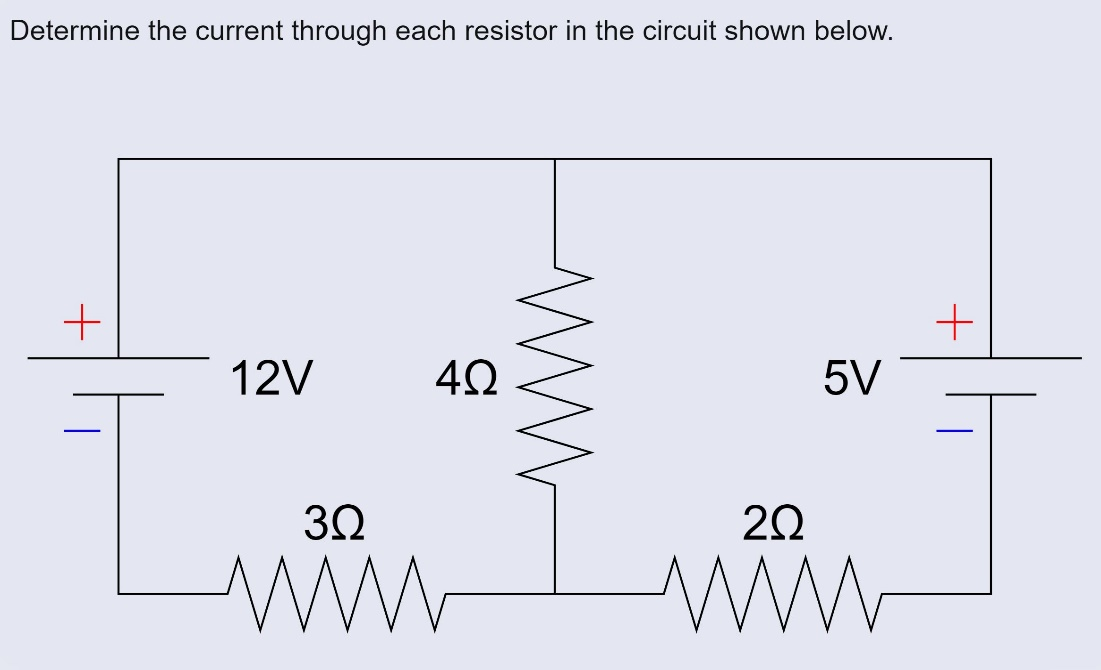 Determine the current through each resistor in the circuit shown below.
+ +
12V 4Ω 5V
− −
3Ω 2Ω